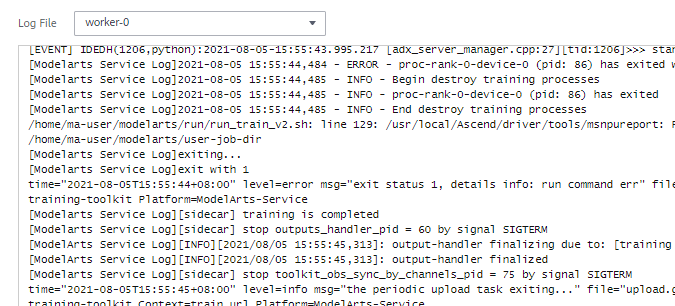 Log File worker-0
[EVENT] IDEDH(1206,python):2021-08-05-15:55:43.995.217 [adx_server_manager.cpp:27][tid:1206]>>>
[Modelarts Service Log]2021-08-05 15:55:44,484 - ERROR - proc-rank-0-device-0 (pid: 86) has exited
[Modelarts Service Log]2021-08-05 15:55:44,485 - INFO - Begin destroy training processes
[Modelarts Service Log]2021-08-05 15:55:44,485 - INFO - proc-rank-0-device-0 (pid: 86) has exited
[Modelarts Service Log]2021-08-05 15:55:44,485 - INFO - End destroy training processes
/home/ma-user/modelarts/run/run_train_v2.sh: line 129: /usr/local/Ascend/driver/tools/msnpureport:
/home/ma-user/modelarts/user-job-dir
[Modelarts Service Log]exiting...
[Modelarts Service Log]exit with 1
time="2021-08-05T15:55:44+08:00" level=error msg="exit status 1, details info: run command err" file
training-toolkit Platform=ModelArts-Service
[Modelarts Service Log][sidecar] training is completed
[Modelarts Service Log][sidecar] stop outputs_handler_pid = 60 by signal SIGTERM
[Modelarts Service Log][INFO][2021/08/05 15:55:45,313]: output-handler finalizing due to: [training
[Modelarts Service Log][INFO][2021/08/05 15:55:45,313]: output-handler finalized
[Modelarts Service Log][sidecar] stop toolkit_obs_sync_by_channels_pid = 75 by signal SIGTERM
time="2021-08-05T15:55:45+08:00" level=info msg="the periodic upload task exiting..." file="upload.g
training-toolkit Context=train_url Platform=ModelArts-Service